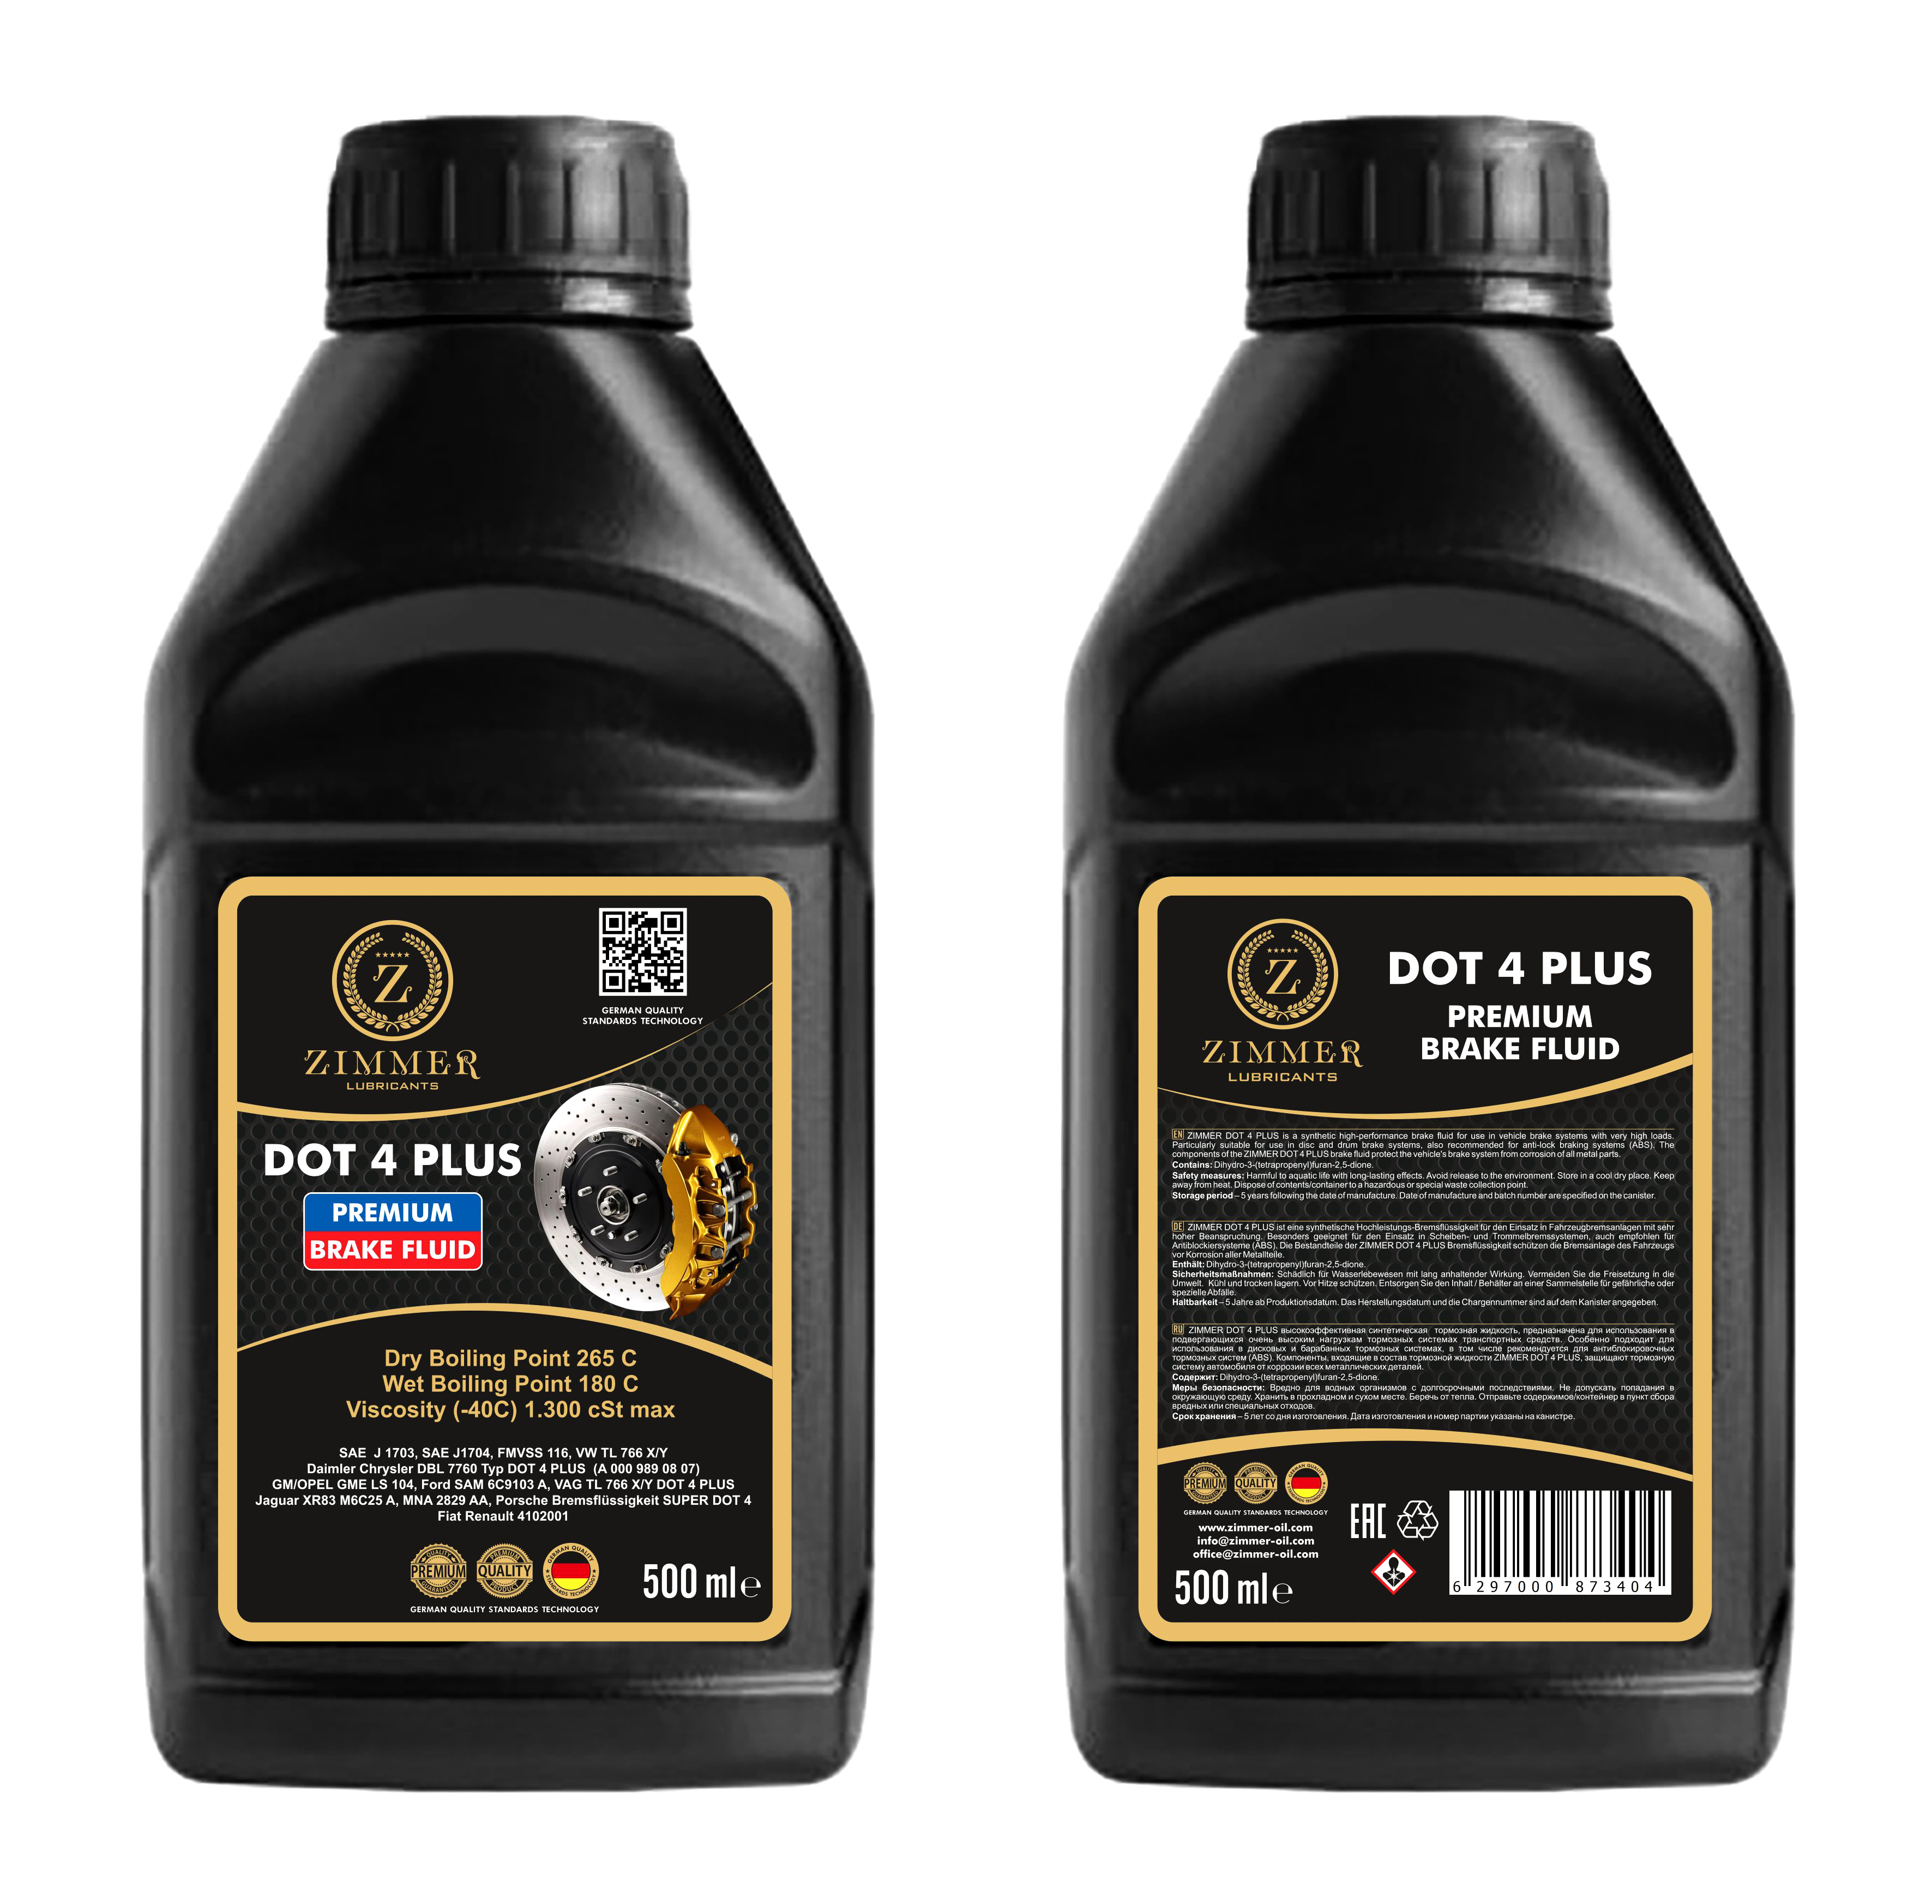 Z
ZIMMER
LUBRICANTS
GERMAN QUALITY
STANDARDS TECHNOLOGY
DOT 4 PLUS
PREMIUM
BRAKE FLUID
Dry Boiling Point 265 C
Wet Boiling Point 180 C
Viscosity (-40C) 1.300 cSt max
SAE J 1703, SAE J1704, FMVSS 116, VW TL 766 X/Y
Daimler Chrysler DBL 7760 Typ DOT 4 PLUS (A 000 989 08 07)
GM/OPEL GME LS 104, Ford SAM 6C9103 A, VAG TL 766 X/Y DOT 4 PLUS
Jaguar XR83 M6C25 A, MNA 2829 AA, Porsche Bremsflüssigkeit SUPER DOT 4
Fiat Renault 4102001
QUALITY PREMIUM GUARANTEED
PREMIUM QUALITY PRODUCT
GERMAN QUALITY STANDARDS TECHNOLOGY
GERMAN QUALITY STANDARDS TECHNOLOGY
500 ml e
Z
ZIMMER
LUBRICANTS
DOT 4 PLUS
PREMIUM
BRAKE FLUID
EN ZIMMER DOT 4 PLUS is a synthetic high-performance brake fluid for use in vehicle brake systems with very high loads.
Particularly suitable for use in disc and drum brake systems, also recommended for anti-lock braking systems (ABS). The
components of the ZIMMER DOT 4 PLUS brake fluid protect the vehicle's brake system from corrosion of all metal parts.
Contains: Dihydro-3-(tetrapropenyl)furan-2,5-dione.
Safety measures: Harmful to aquatic life with long-lasting effects. Avoid release to the environment. Store in a cool dry place. Keep
away from heat. Dispose of contents/container to a hazardous or special waste collection point.
Storage period – 5 years following the date of manufacture. Date of manufacture and batch number are specified on the canister.
DE ZIMMER DOT 4 PLUS ist eine synthetische Hochleistungs-Bremsflüssigkeit für den Einsatz in Fahrzeugbremsanlagen mit sehr
hoher Beanspruchung. Besonders geeignet für den Einsatz in Scheiben- und Trommelbremssystemen, auch empfohlen für
Antiblockiersysteme (ABS). Die Bestandteile der ZIMMER DOT 4 PLUS Bremsflüssigkeit schützen die Bremsanlage des Fahrzeugs
vor Korrosion aller Metallteile.
Enthält: Dihydro-3-(tetrapropenyl)furan-2,5-dione.
Sicherheitsmaßnahmen: Schädlich für Wasserlebewesen mit lang anhaltender Wirkung. Vermeiden Sie die Freisetzung in die
Umwelt. Kühl und trocken lagern. Vor Hitze schützen. Entsorgen Sie den Inhalt / Behälter an einer Sammelstelle für gefährliche oder
spezielle Abfälle.
Haltbarkeit – 5 Jahre ab Produktionsdatum. Das Herstellungsdatum und die Chargennummer sind auf dem Kanister angegeben.
RU ZIMMER DOT 4 PLUS высокоэффективная синтетическая тормозная жидкость, предназначена для использования в
подвергающихся очень высоким нагрузкам тормозных системах транспортных средств. Особенно подходит для
использования в дисковых и барабанных тормозных системах, в том числе рекомендуется для антиблокировочных
тормозных систем (ABS). Компоненты, входящие в состав тормозной жидкости ZIMMER DOT 4 PLUS, защищают тормозную
систему автомобиля от коррозии всех металлических деталей.
Содержит: Dihydro-3-(tetrapropenyl)furan-2,5-dione.
Меры безопасности: Вредно для водных организмов с долгосрочными последствиями. Не допускать попадания в
окружающую среду. Хранить в прохладном и сухом месте. Беречь от тепла. Отправьте содержимое/контейнер в пункт сбора
вредных или специальных отходов.
Срок хранения – 5 лет со дня изготовления. Дата изготовления и номер партии указаны на канистре.
QUALITY PREMIUM GUARANTEED
PREMIUM QUALITY PRODUCT
GERMAN QUALITY STANDARDS TECHNOLOGY
GERMAN QUALITY STANDARDS TECHNOLOGY
www.zimmer-oil.com
info@zimmer-oil.com
office@zimmer-oil.com
500 ml e
EAC
6 297000 873404